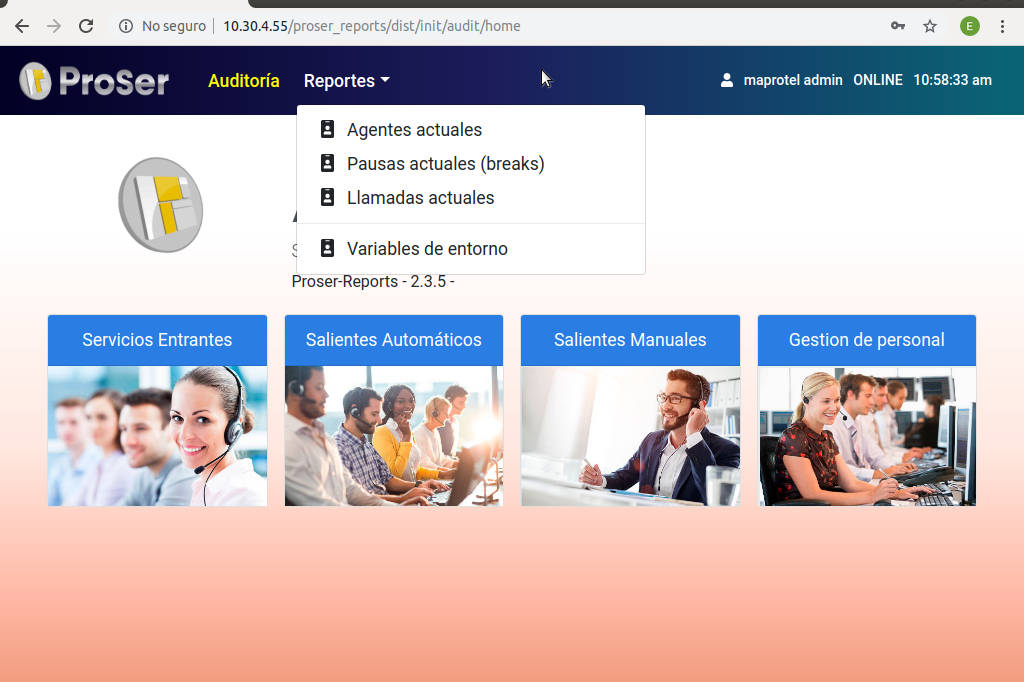 No seguro
10.30.4.55/proser_reports/dist/init/audit/home
E
ProSer
Auditoría
Reportes
maprotel admin ONLINE 10:58:33 am
Agentes actuales
Pausas actuales (breaks)
Llamadas actuales
Variables de entorno
Proser-Reports - 2.3.5 -
Servicios Entrantes
Salientes Automáticos
Salientes Manuales
Gestion de personal